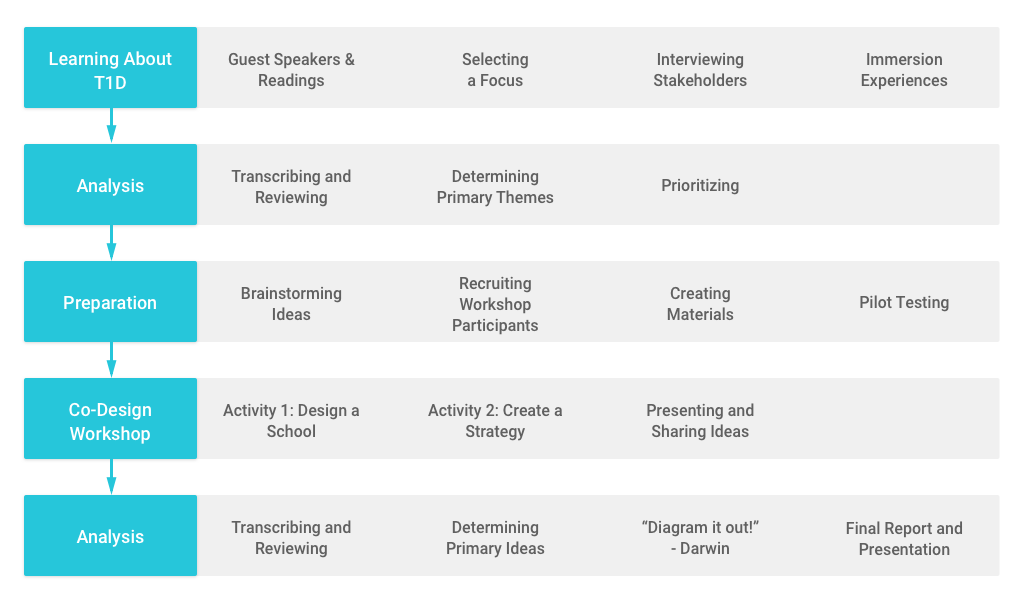 Learning About
T1D
Guest Speakers &
Readings
Selecting
a Focus
Interviewing
Stakeholders
Immersion
Experiences
Analysis
Transcribing and
Reviewing
Determining
Primary Themes
Prioritizing
Preparation
Brainstorming
Ideas
Recruiting
Workshop
Participants
Creating
Materials
Pilot Testing
Co-Design
Workshop
Activity 1: Design a
School
Activity 2: Create a
Strategy
Presenting and
Sharing Ideas
Analysis
Transcribing and
Reviewing
Determining
Primary Ideas
“Diagram it out!”
- Darwin
Final Report and
Presentation